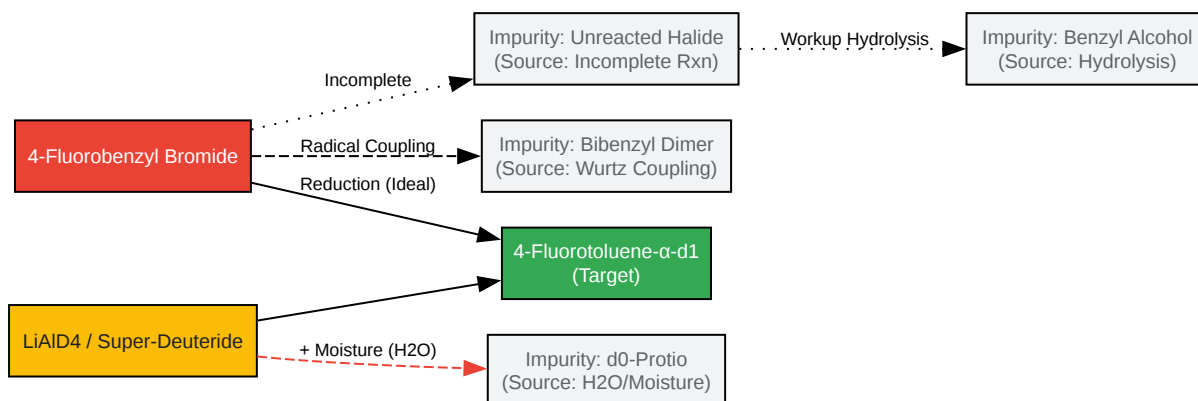 Impurity: Unreacted Halide
(Source: Incomplete Rxn)
Workup Hydrolysis
Impurity: Benzyl Alcohol
(Source: Hydrolysis)
Incomplete
4-Fluorobenzyl Bromide
Radical Coupling
Impurity: Bibenzyl Dimer
(Source: Wurtz Coupling)
Reduction (Ideal)
4-Fluorotoluene-α-d1
(Target)
LiAlD4 / Super-Deuteride
+ Moisture (H2O)
Impurity: d0-Protio
(Source: H2O/Moisture)